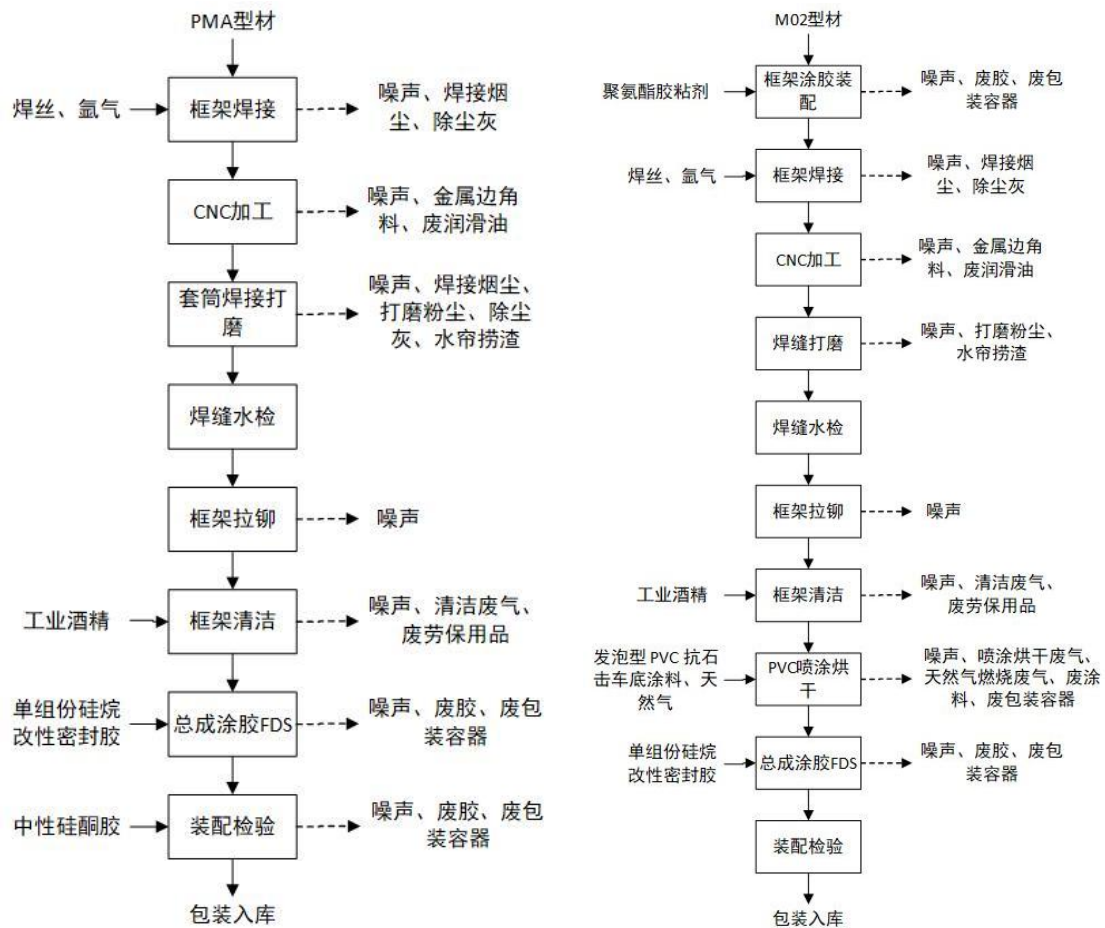 PMA型材
焊丝、氩气
框架焊接
噪声、焊接烟
尘、除尘灰
CNC加工
噪声、金属边角
料、废润滑油
套筒焊接打
磨
噪声、焊接烟尘、
打磨粉尘、除尘
灰、水帘捞渣
焊缝水检
框架拉铆
噪声
工业酒精
框架清洁
噪声、清洁废气、
废劳保用品
单组份硅烷
改性密封胶
总成涂胶FDS
噪声、废胶、废包
装容器
中性硅酮胶
装配检验
噪声、废胶、废包
装容器
包装入库
M02型材
聚氨酯胶粘剂
框架涂胶装
配
噪声、废胶、废包
装容器
焊丝、氩气
框架焊接
噪声、焊接烟
尘、除尘灰
CNC加工
噪声、金属边角
料、废润滑油
焊缝打磨
噪声、打磨粉尘、
水帘捞渣
焊缝水检
框架拉铆
噪声
工业酒精
框架清洁
噪声、清洁废气、
废劳保用品
发泡型 PVC 抗石
击车底涂料、天
然气
PVC喷涂烘
干
噪声、喷涂烘干废气、
天然气燃烧废气、废涂
料、废包装容器
单组份硅烷
改性密封胶
总成涂胶FDS
噪声、废胶、废包
装容器
装配检验
包装入库